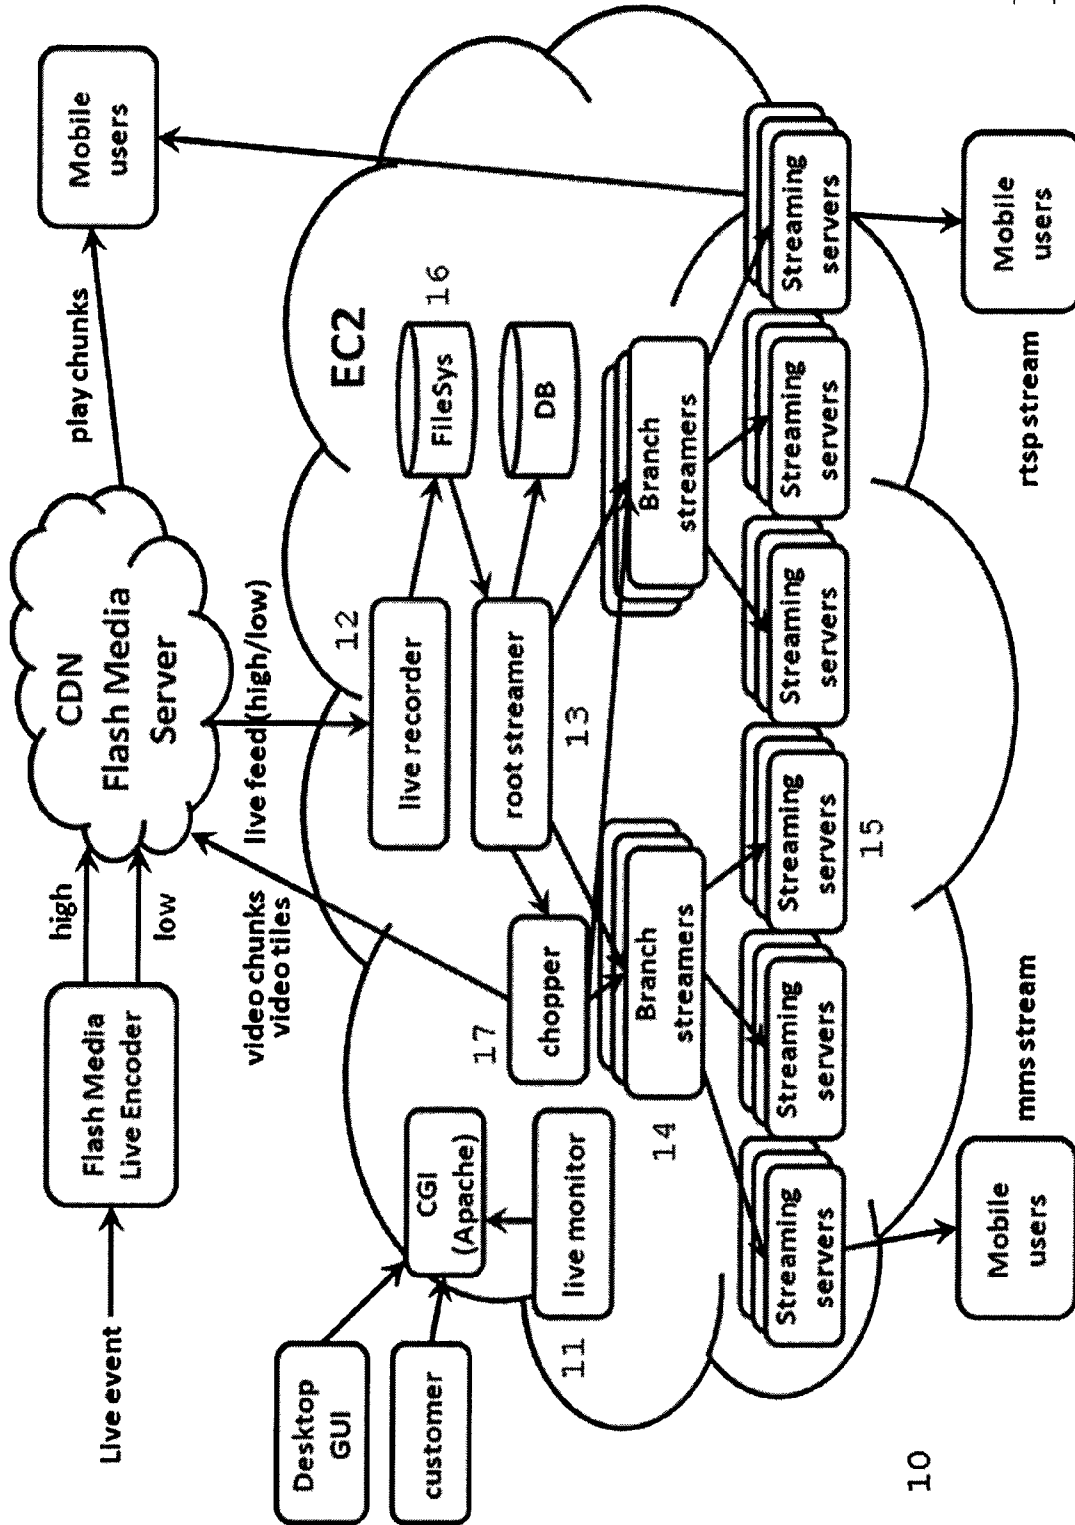 Live event
Flash Media
Live Encoder
high
low
CDN
Flash Media
Server
play chunks
Mobile
users
video chunks
video tiles
live feed (high/low)
Desktop
GUI
customer
CGI
(Apache)
live monitor
11
17
chopper
12
live recorder
root streamer
13
EC2
FileSys
16
DB
14
Branch
streamers
Branch
streamers
Streaming
servers
Streaming
servers
Streaming
servers
15
Streaming
servers
Streaming
servers
Streaming
servers
10
Mobile
users
mms stream
rtsp stream
Mobile
users